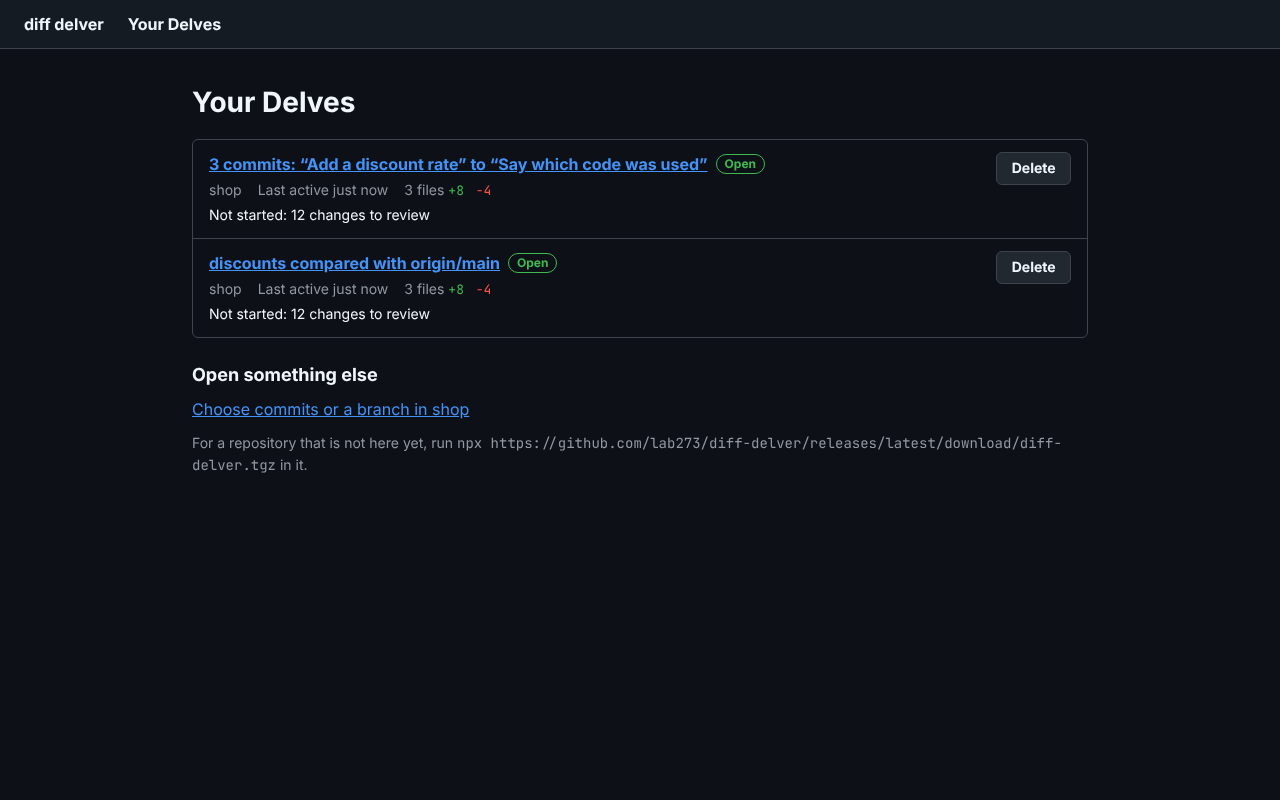 diff delver Your Delves
Your Delves
3 commits: “Add a discount rate” to “Say which code was used” Open
Delete
shop Last active just now 3 files +8 -4
Not started: 12 changes to review
discounts compared with origin/main Open
Delete
shop Last active just now 3 files +8 -4
Not started: 12 changes to review
Open something else
Choose commits or a branch in shop
For a repository that is not here yet, run npx https://github.com/lab273/diff-delver/releases/latest/download/diff-
delver.tgz in it.